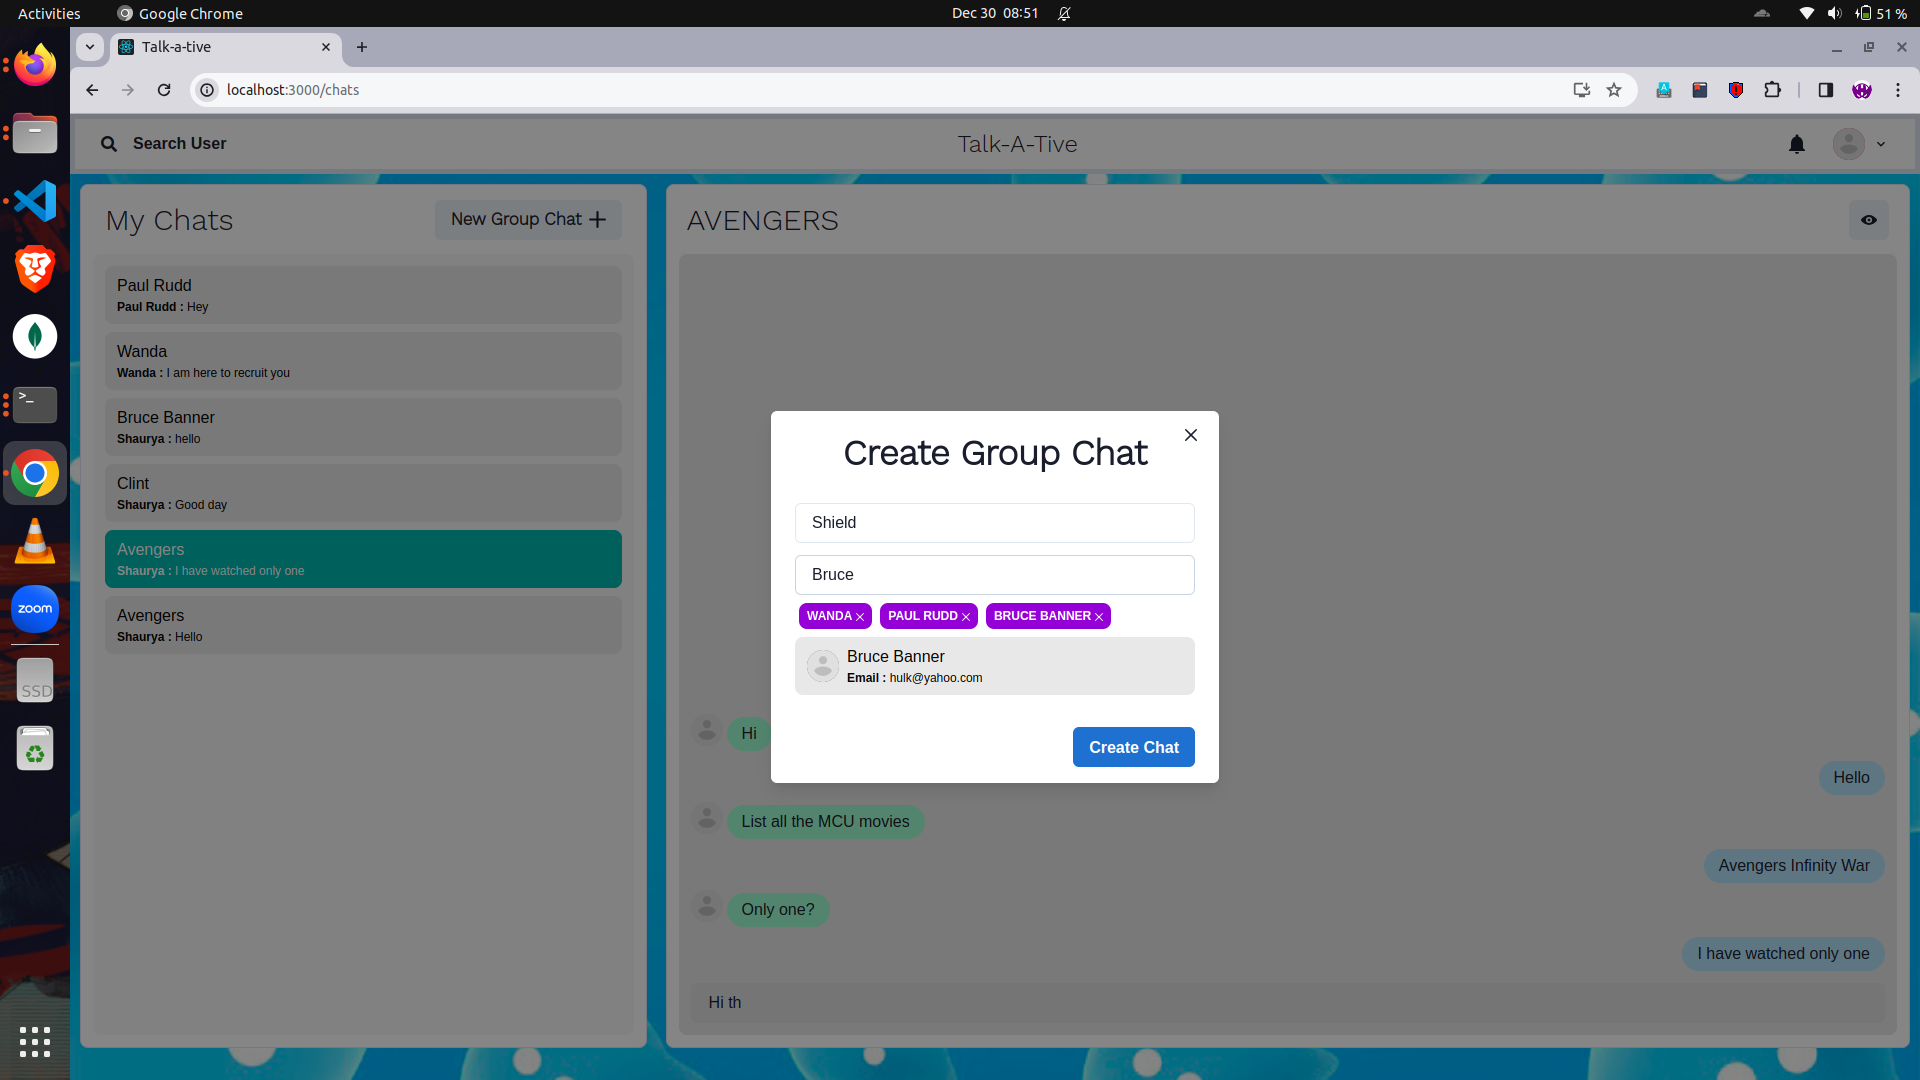 Activities
Google Chrome
Dec 30 08:51
51 %
Talk-a-tive
localhost:3000/chats
Search User
Talk-A-Tive
My Chats
New Group Chat
Paul Rudd
Paul Rudd : Hey
Wanda
Wanda : I am here to recruit you
Bruce Banner
Shaurya : hello
Clint
Shaurya : Good day
Avengers
Shaurya : I have watched only one
Avengers
Shaurya : Hello
AVENGERS
Hi
Hello
List all the MCU movies
Avengers Infinity War
Only one?
I have watched only one
Hi th
Create Group Chat
Shield
Bruce
WANDA PAUL RUDD BRUCE BANNER
Bruce Banner
Email : hulk@yahoo.com
Create Chat
>_
zoom
SSD